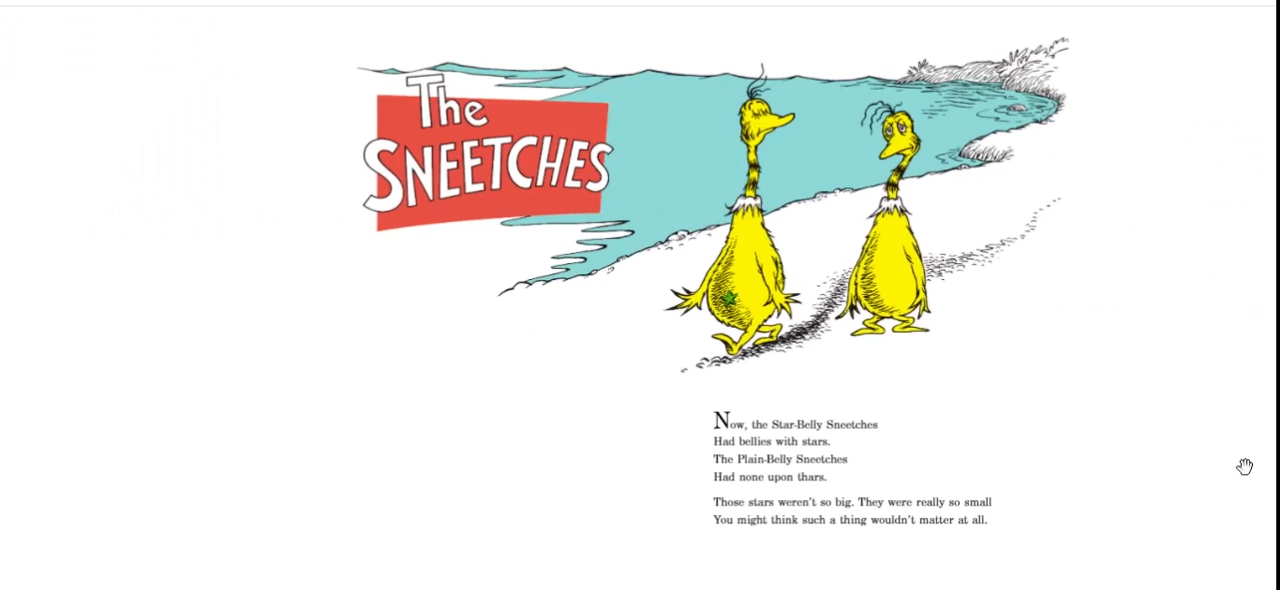 The
SNEETCHES
Now, the Star-Belly Sneetches
Had bellies with stars.
The Plain-Belly Sneetches
Had none upon thars.
Those stars weren't so big. They were really so small
You might think such a thing wouldn't matter at all.